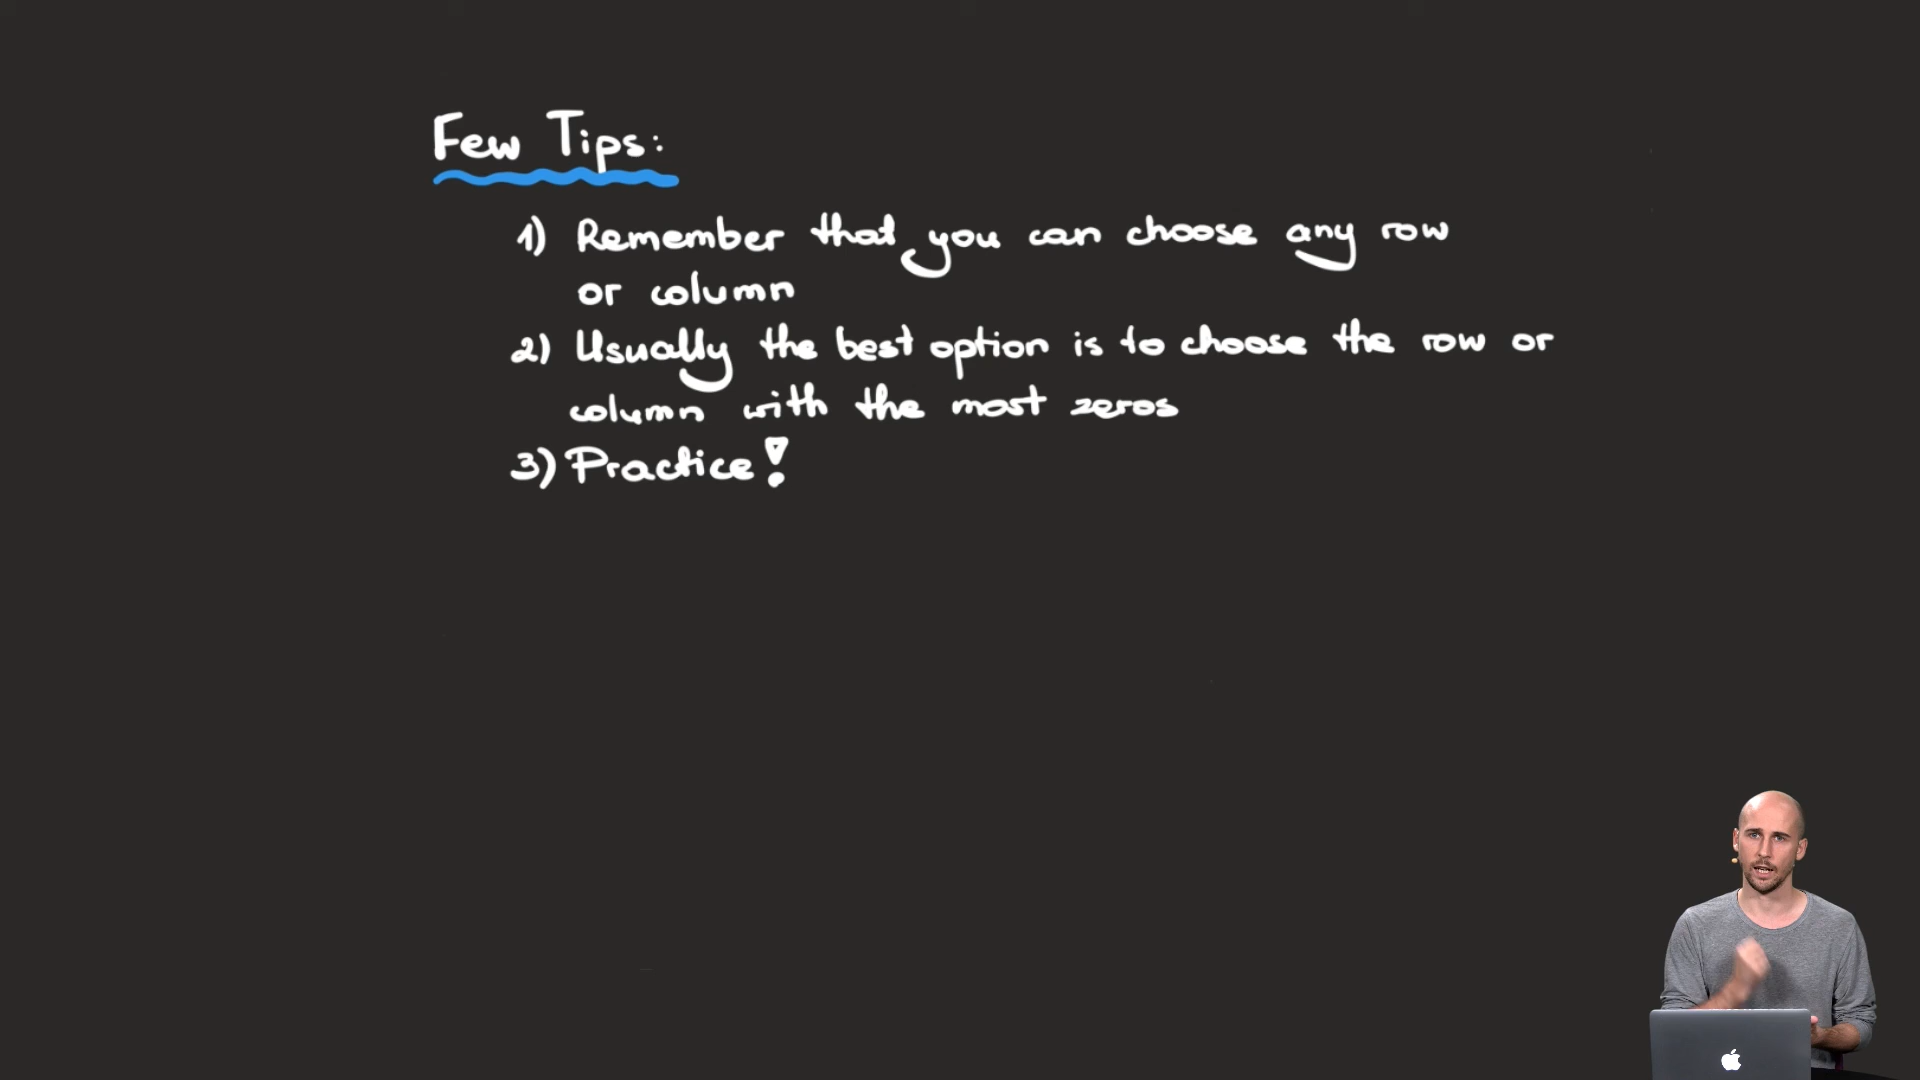 Few Tips:
1) Remember that you can choose any row
or column
2) Usually the best option is to choose the row or
column with the most zeros
3) Practice!